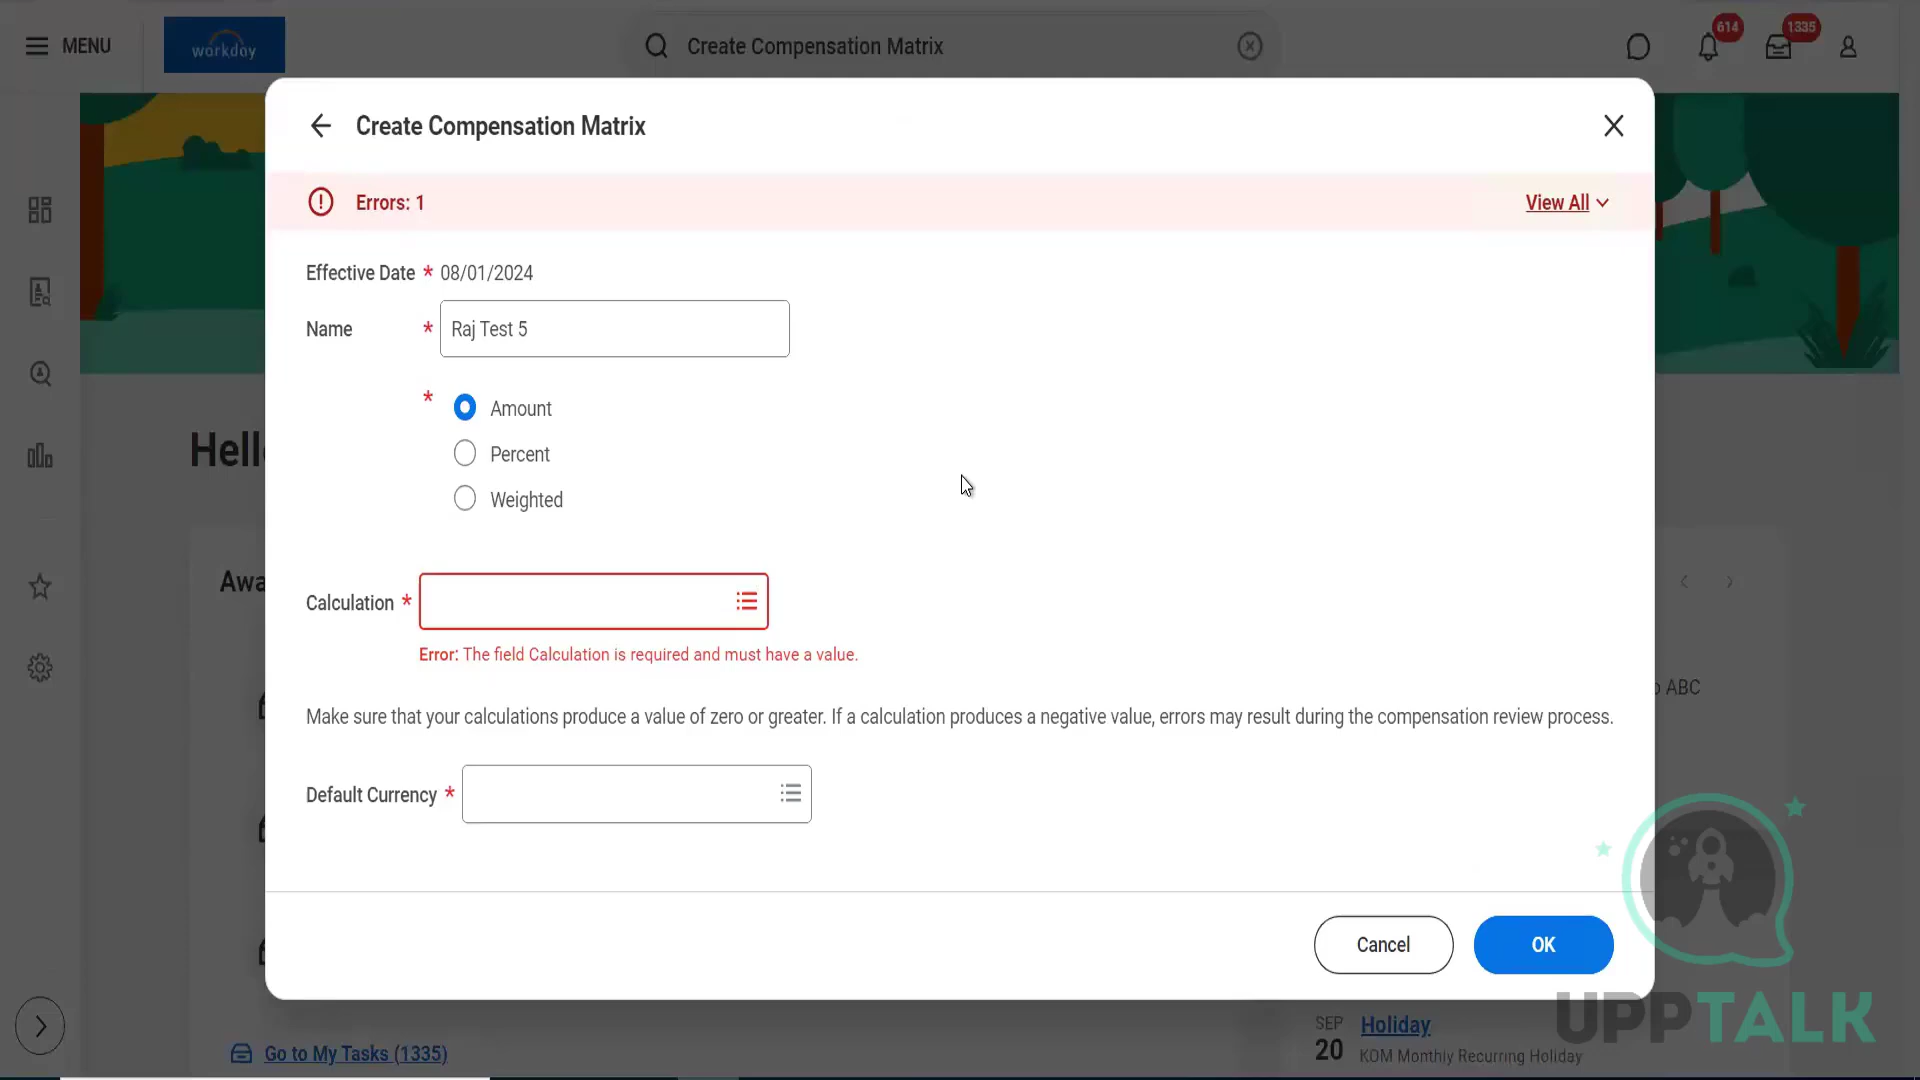 MENU
workday
Create Compensation Matrix
614
1335
Create Compensation Matrix
Errors: 1
View All
Effective Date * 08/01/2024
Name * Raj Test 5
* Amount
Percent
Weighted
Calculation *
Error: The field Calculation is required and must have a value.
Make sure that your calculations produce a value of zero or greater. If a calculation produces a negative value, errors may result during the compensation review process.
Default Currency *
Cancel
OK
Hell
Awa
ABC
SEP
20
Holiday
KOM Monthly Recurring Holiday
Go to My Tasks (1335)
UPPTALK